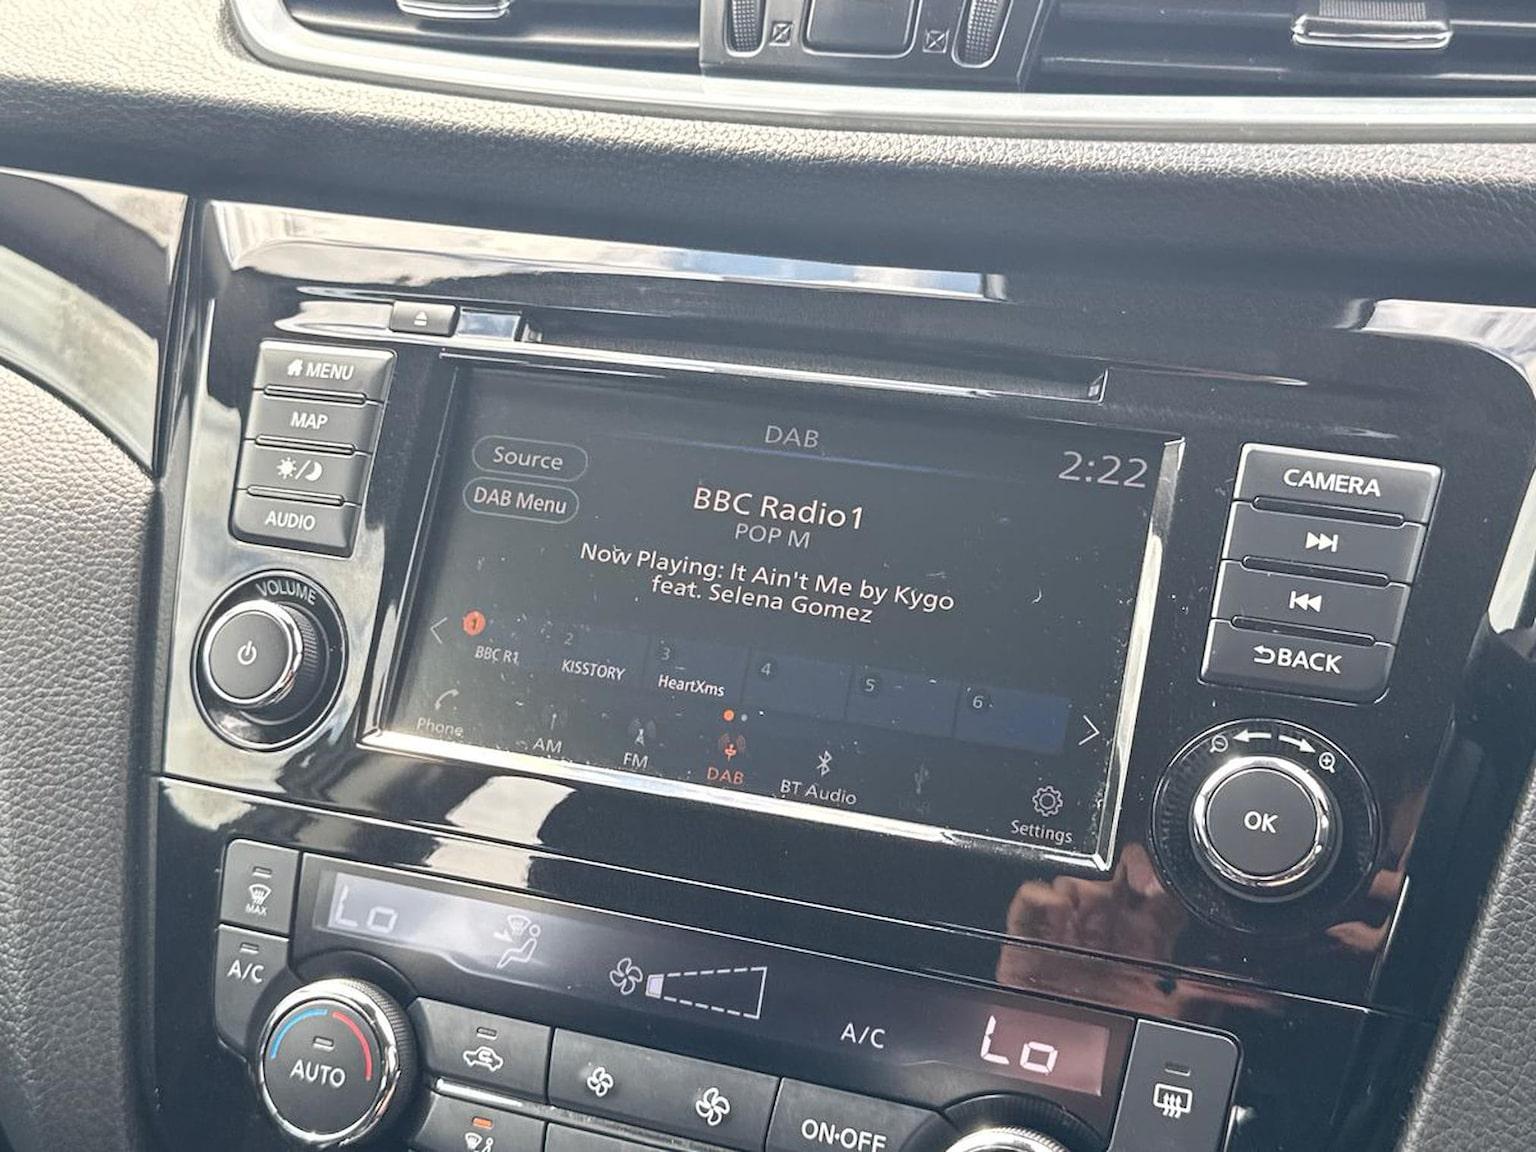 MENU
MAP
AUDIO
VOLUME
DAB
Source
2:22
DAB Menu
BBC Radio1
POP M
Now Playing: It Ain't Me by Kygo
feat. Selena Gomez
1
BBC R1
2
KISSTORY
3
HeartXms
4
5
6
Phone
AM
FM
DAB
BT Audio
Settings
CAMERA
BACK
OK
MAX
A/C
Lo
A/C
Lo
AUTO
ON·OFF